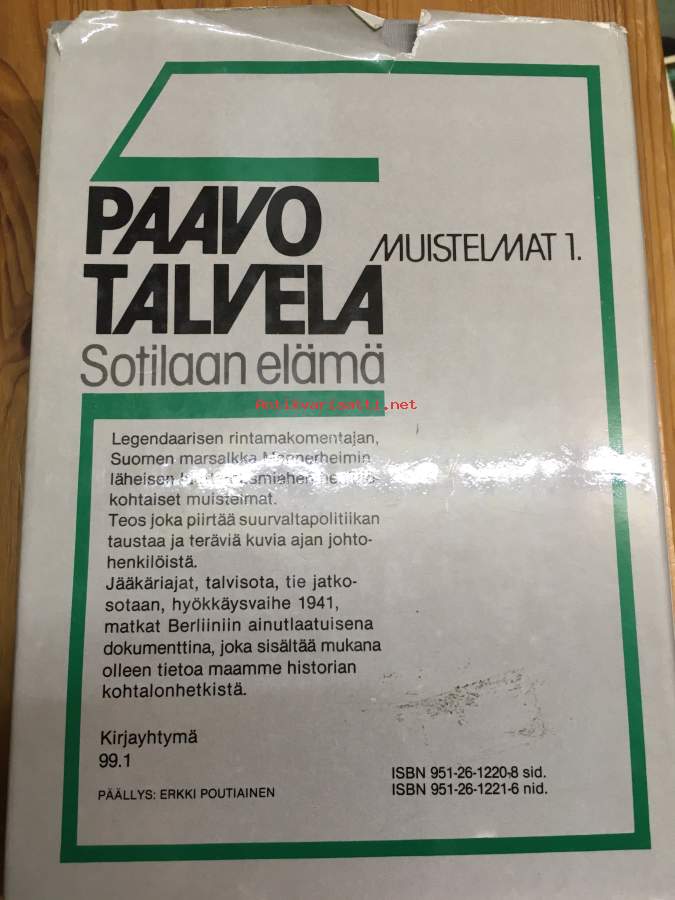 PAAVO
TALVELA
MUISTELMAT 1.
Sotilaan elämä
Antikvariaatti.net
Legendaarisen rintamakomentajan,
Suomen marsalkka Mannerheimin
läheisen
kohtaiset muistelmat.
Teos joka piirtää suurvaltapolitiikan
taustaa ja teräviä kuvia ajan johto-
henkilöistä.
Jääkäriajat, talvisota, tie jatko-
sotaan, hyökkäysvaihe 1941,
matkat Berliiniin ainutlaatuisena
dokumenttina, joka sisältää mukana
olleen tietoa maamme historian
kohtalonhetkistä.
Kirjayhtymä
99.1
PÄÄLLYS: ERKKI POUTIAINEN
ISBN 951-26-1220-8 sid.
ISBN 951-26-1221-6 nid.